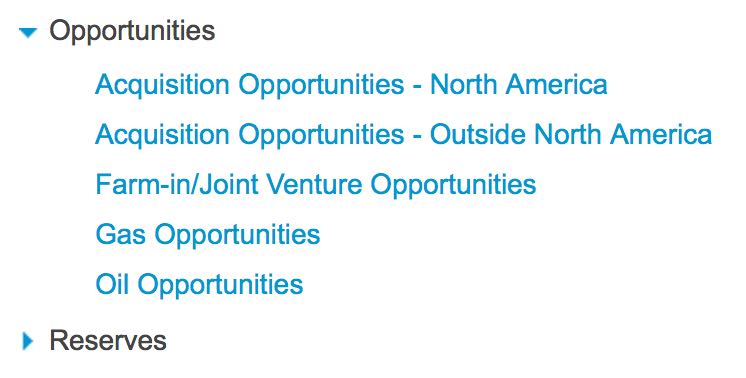 Opportunities
Acquisition Opportunities - North America
Acquisition Opportunities - Outside North America
Farm-in/Joint Venture Opportunities
Gas Opportunities
Oil Opportunities
Reserves